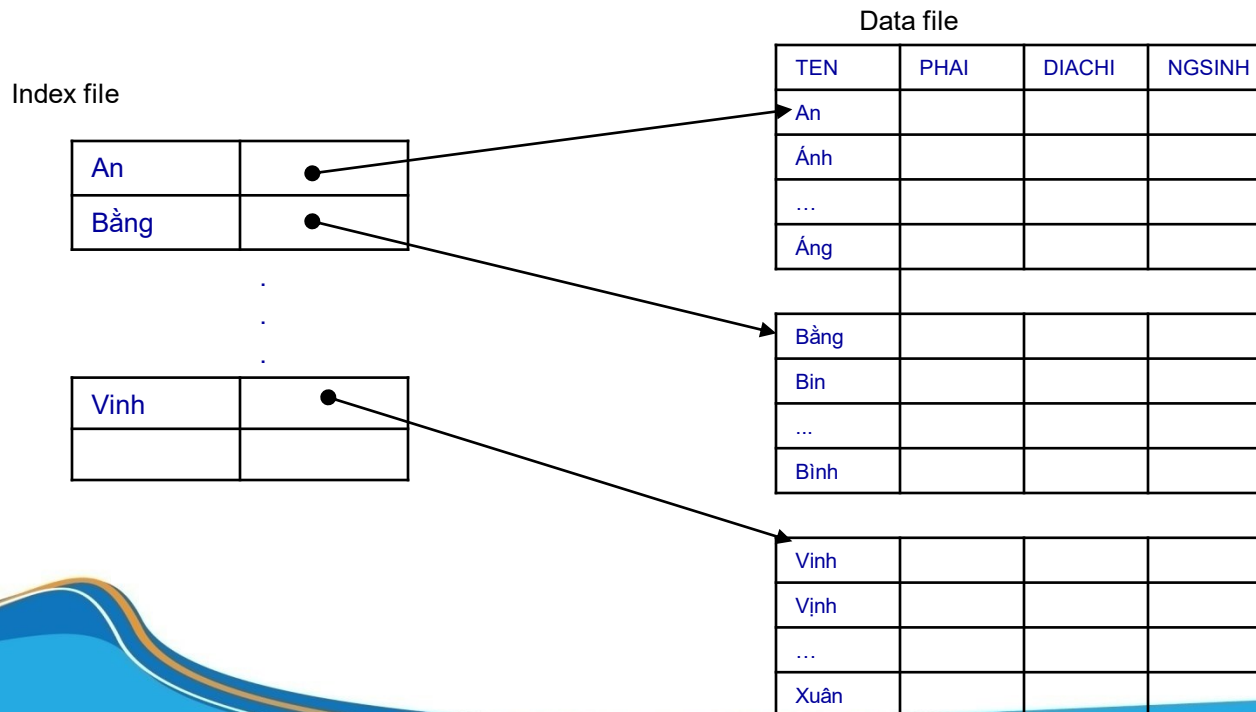 Data file
Index file
An
Bằng
.
.
.
Vinh
TEN PHAI DIACHI NGSINH
An
Ánh
…
Áng
Bằng
Bin
...
Bình
Vinh
Vịnh
…
Xuân